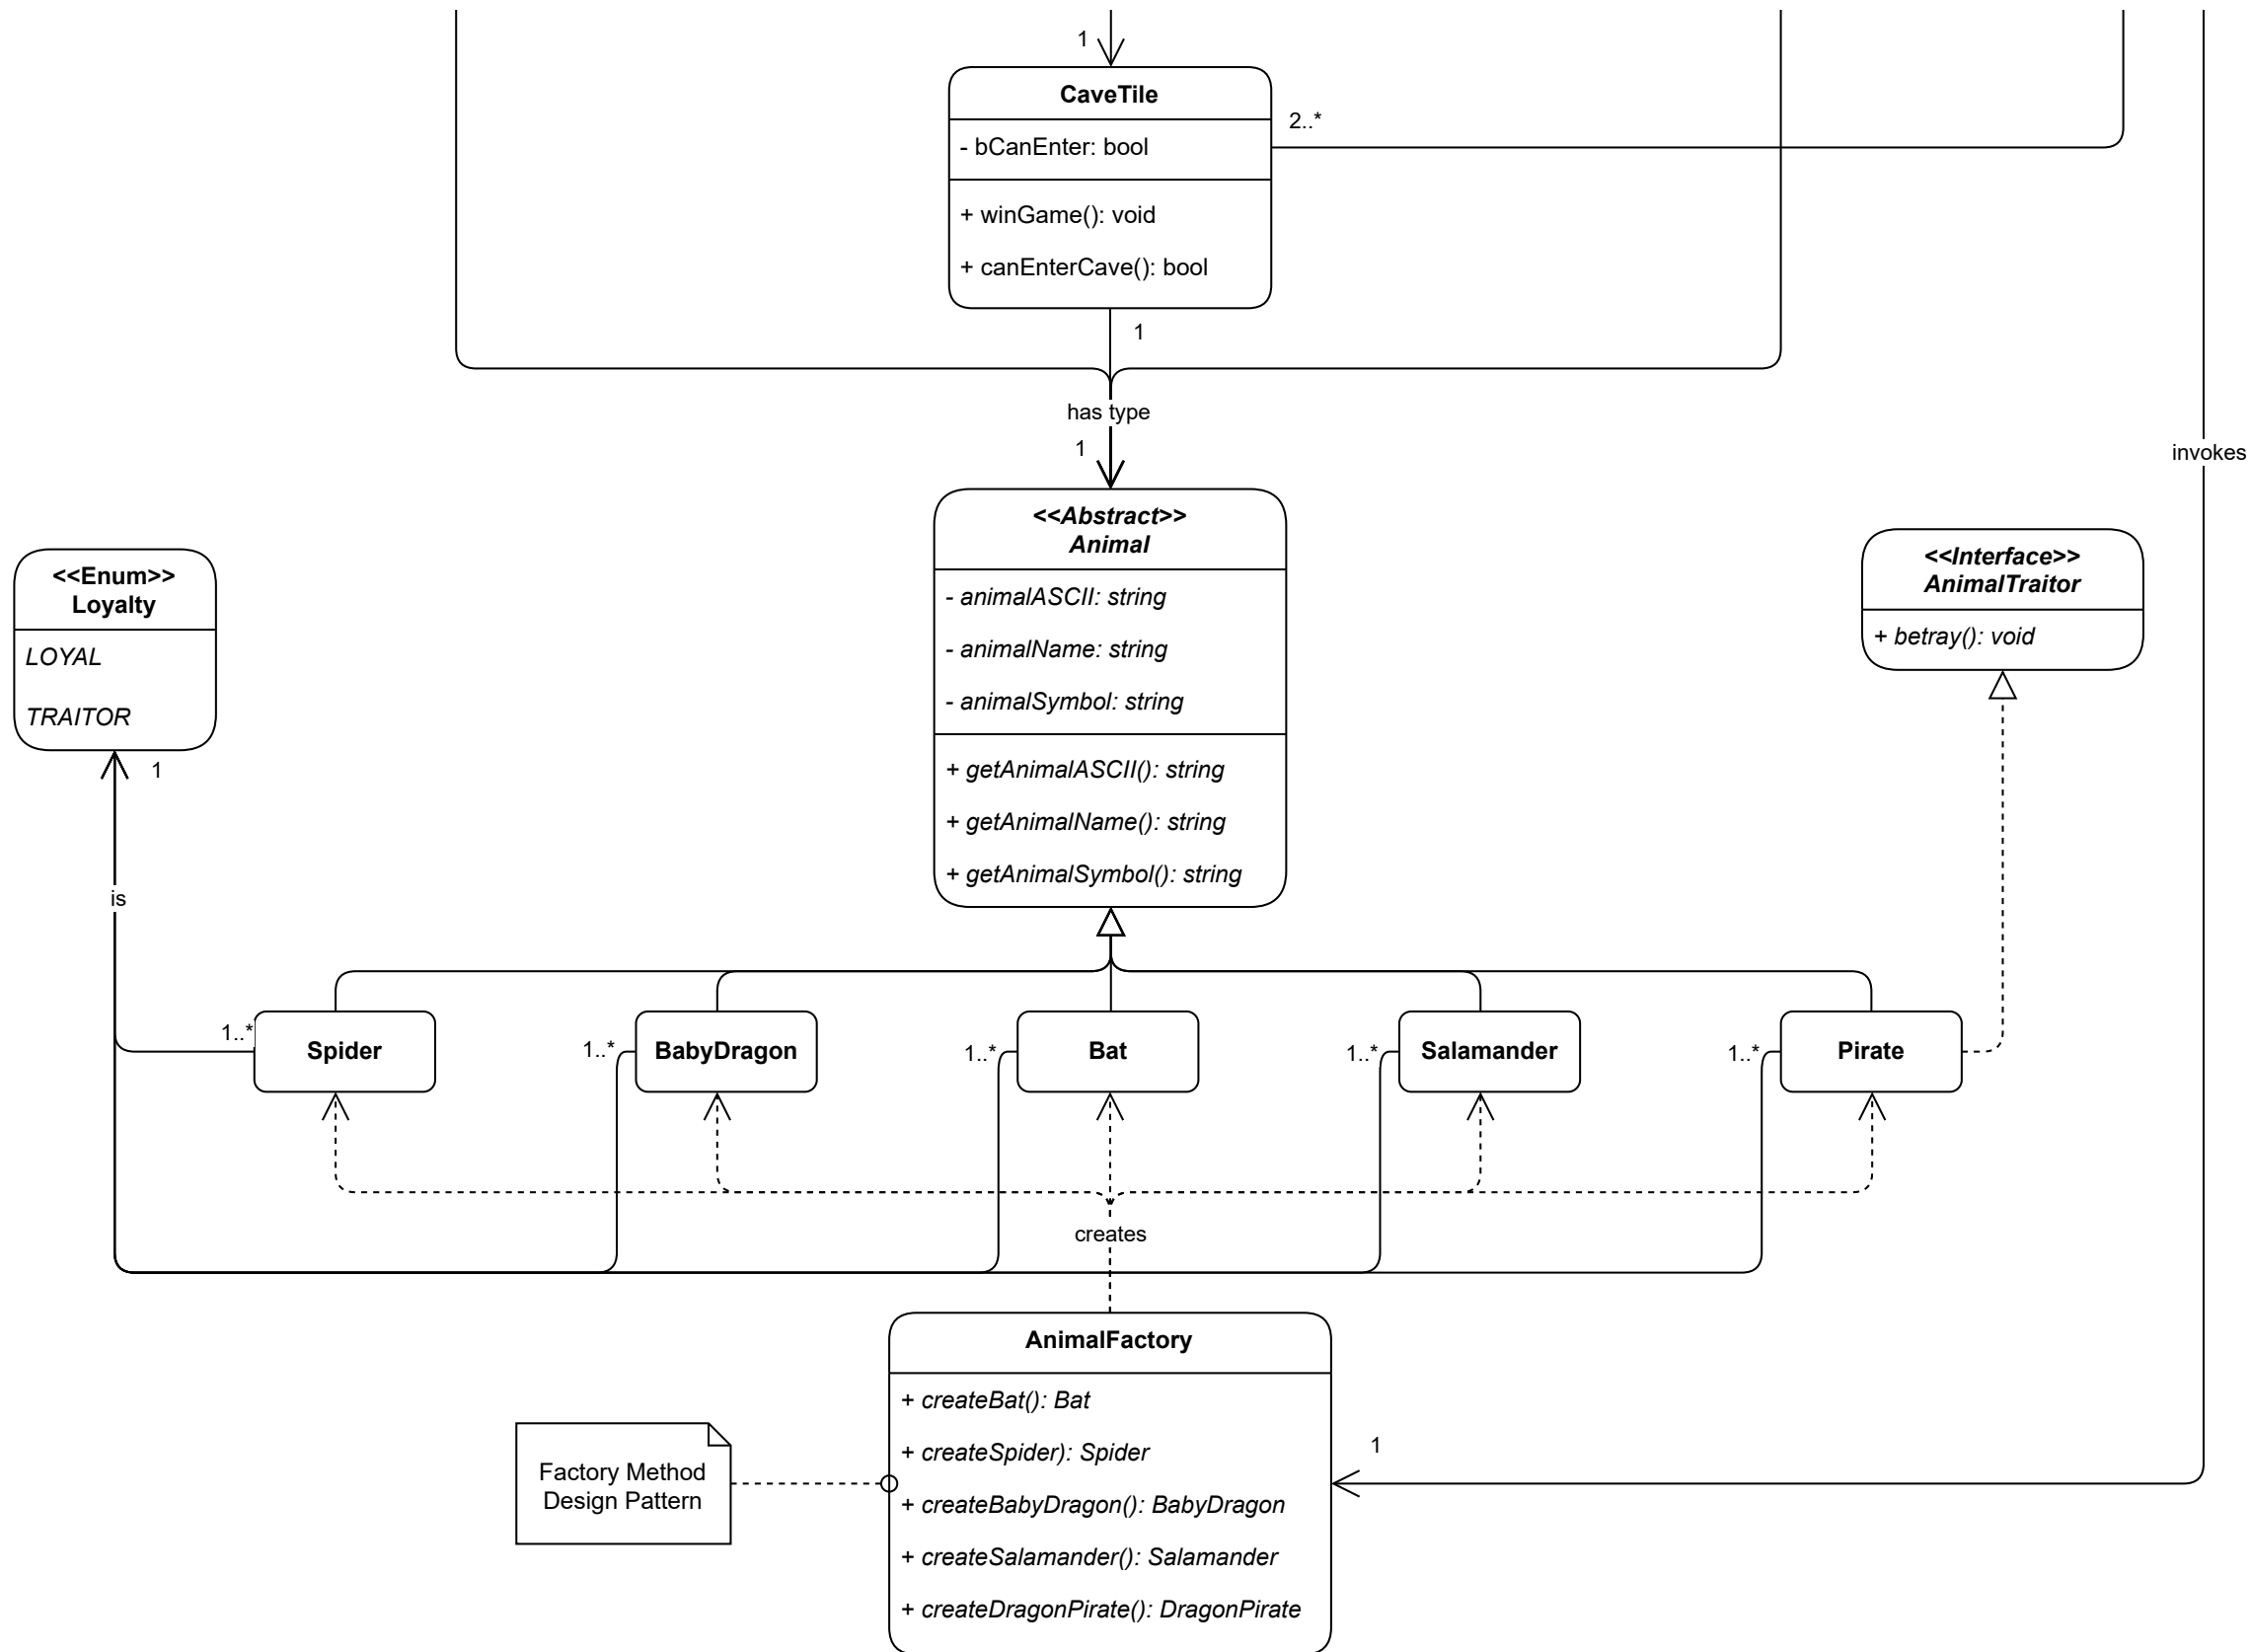 1
CaveTile
- bCanEnter: bool
2..*
+ winGame(): void
+ canEnterCave(): bool
1
has type
1
invokes
<<Abstract>>
Animal
- animalASCII: string
- animalName: string
- animalSymbol: string
+ getAnimalASCII(): string
+ getAnimalName(): string
+ getAnimalSymbol(): string
<<Interface>>
AnimalTraitor
+ betray(): void
<<Enum>>
Loyalty
LOYAL
TRAITOR
1
is
1..*
Spider
1..*
BabyDragon
1..*
Bat
1..*
Salamander
1..*
Pirate
creates
AnimalFactory
+ createBat(): Bat
+ createSpider): Spider
+ createBabyDragon(): BabyDragon
+ createSalamander(): Salamander
+ createDragonPirate(): DragonPirate
1
Factory Method
Design Pattern